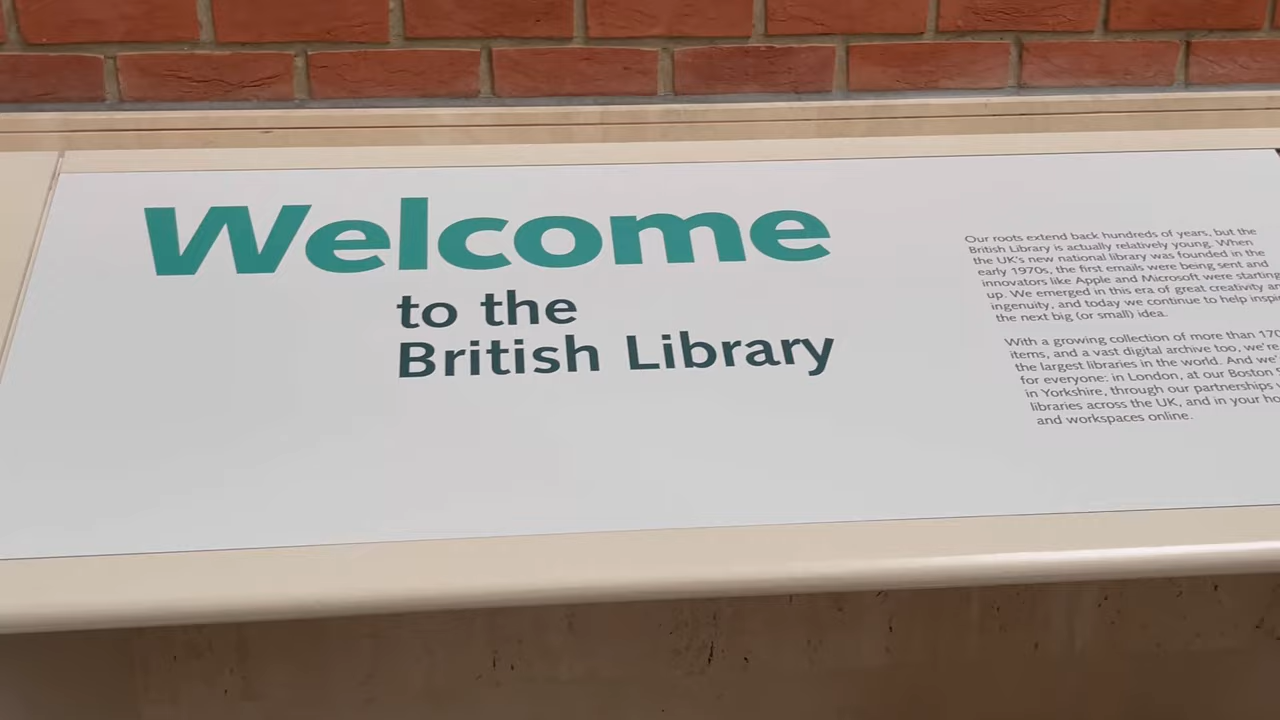 Welcome
to the
British Library
Our roots extend back hundreds of years, but the
British Library is actually relatively young. When
the UK's new national library was founded in the
early 1970s, the first emails were being sent and
innovators like Apple and Microsoft were starting
up. We emerged in this era of great creativity
ingenuity, and today we continue to help
the next big (or small) idea.
With a growing collection of more than
items, and a vast digital archive too, we're
the largest libraries in the world. And
for everyone: in London, at our Boston
in Yorkshire, through our partnerships
libraries across the UK, and in your
and workspaces online.